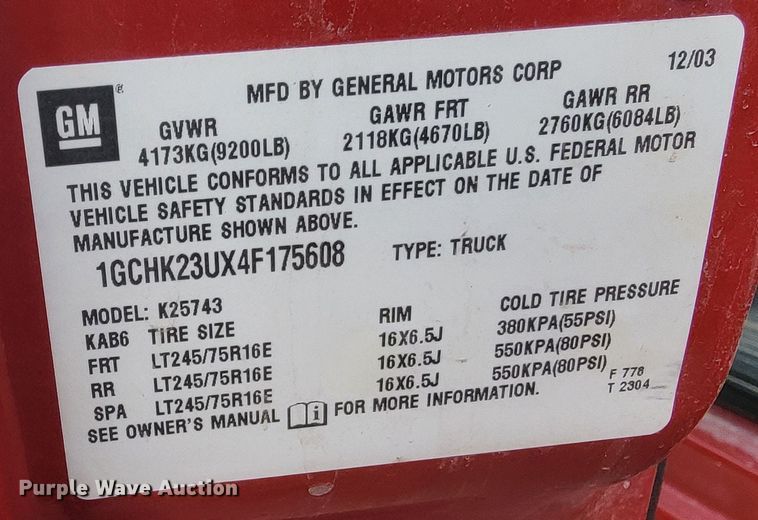 GM ®
MFD BY GENERAL MOTORS CORP 12/03
GVWR GAWR FRT GAWR RR
4173KG(9200LB) 2118KG(4670LB) 2760KG(6084LB)
THIS VEHICLE CONFORMS TO ALL APPLICABLE U.S. FEDERAL MOTOR
VEHICLE SAFETY STANDARDS IN EFFECT ON THE DATE OF
MANUFACTURE SHOWN ABOVE.
1GCHK23UX4F175608 TYPE: TRUCK
MODEL: K25743
KAB6 TIRE SIZE RIM COLD TIRE PRESSURE
FRT LT245/75R16E 16X6.5J 380KPA(55PSI)
RR LT245/75R16E 16X6.5J 550KPA(80PSI)
SPA LT245/75R16E 16X6.5J 550KPA(80PSI)
SEE OWNER'S MANUAL i FOR MORE INFORMATION.
F 778
T 2304
Purple Wave Auction